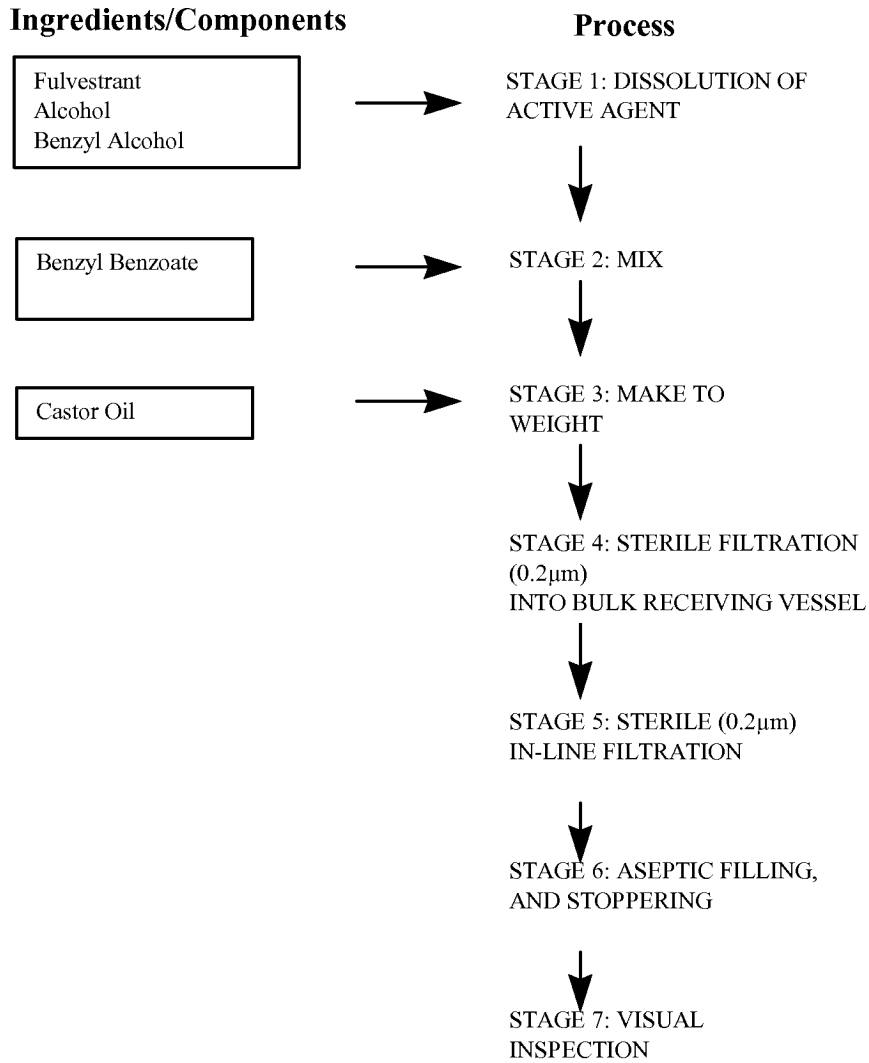 Ingredients/Components
Process
Fulvestrant
Alcohol
Benzyl Alcohol
STAGE 1: DISSOLUTION OF
ACTIVE AGENT
Benzyl Benzoate
STAGE 2: MIX
Castor Oil
STAGE 3: MAKE TO
WEIGHT
STAGE 4: STERILE FILTRATION
(0.2µm)
INTO BULK RECEIVING VESSEL
STAGE 5: STERILE (0.2µm)
IN-LINE FILTRATION
STAGE 6: ASEPTIC FILLING,
AND STOPPERING
STAGE 7: VISUAL
INSPECTION